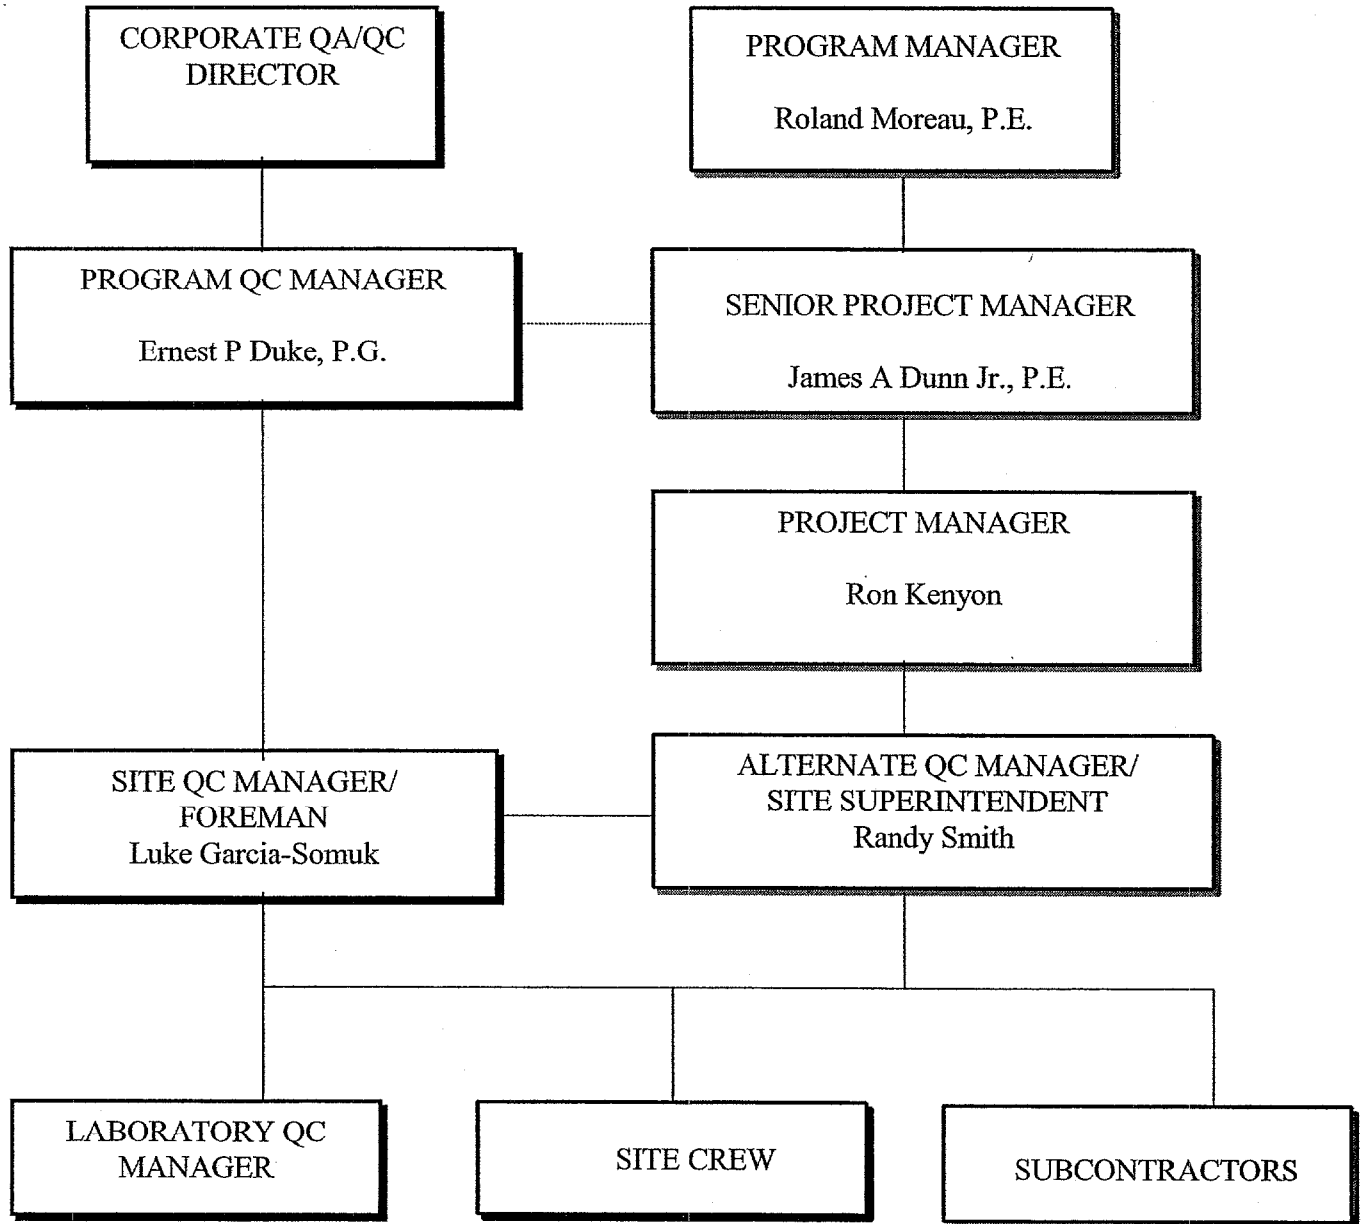 CORPORATE QA/QC
DIRECTOR
PROGRAM MANAGER
Roland Moreau, P.E.
PROGRAM QC MANAGER
Ernest P Duke, P.G.
SENIOR PROJECT MANAGER
James A Dunn Jr., P.E.
PROJECT MANAGER
Ron Kenyon
SITE QC MANAGER/
FOREMAN
Luke Garcia-Somuk
ALTERNATE QC MANAGER/
SITE SUPERINTENDENT
Randy Smith
LABORATORY QC
MANAGER
SITE CREW
SUBCONTRACTORS